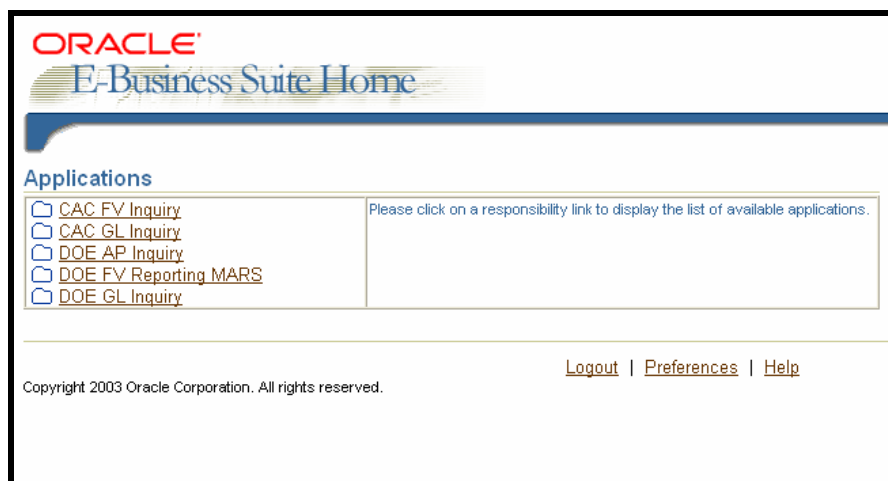 ORACLE
E-Business Suite Home
Applications
CAC FV Inquiry
CAC GL Inquiry
DOE AP Inquiry
DOE FV Reporting MARS
DOE GL Inquiry
Please click on a responsibility link to display the list of available applications.
Logout | Preferences | Help
Copyright 2003 Oracle Corporation. All rights reserved.